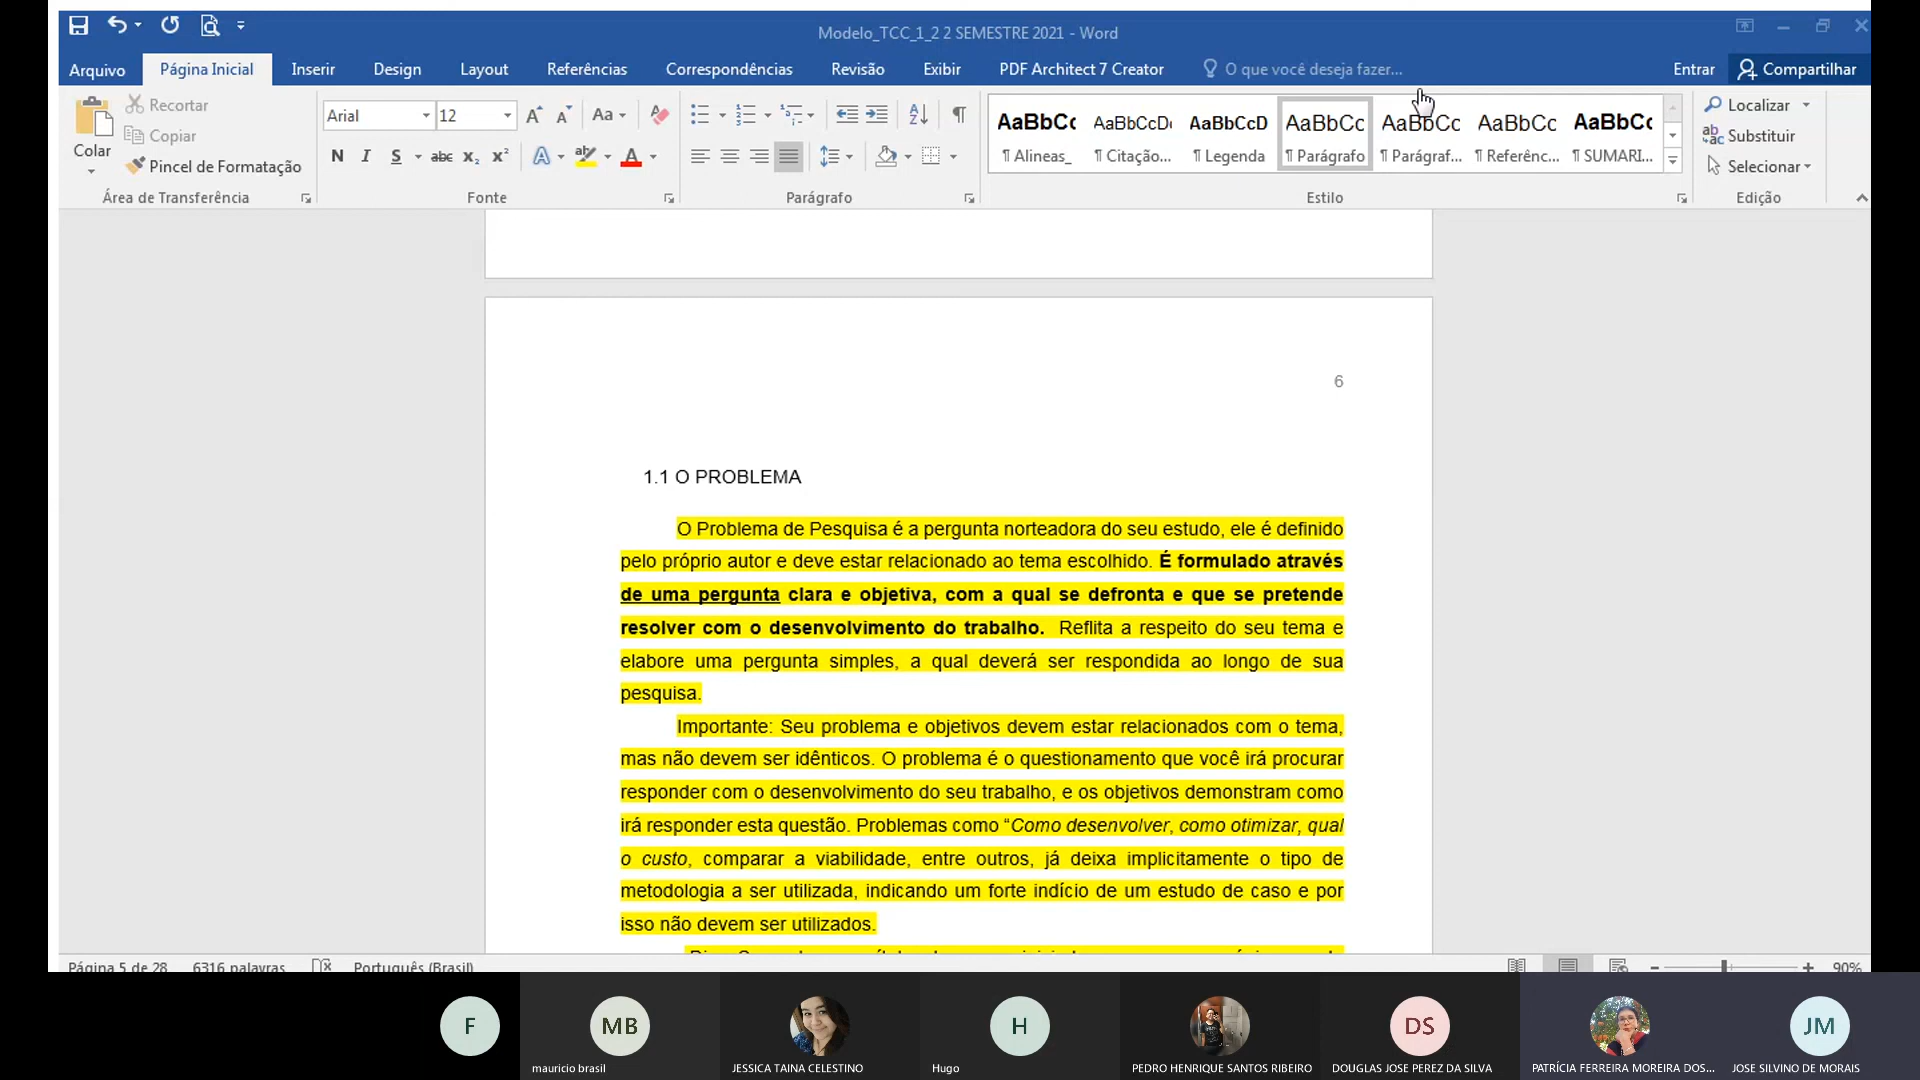 Modelo_TCC_1_2 2 SEMESTRE 2021 - Word
Arquivo Página Inicial Inserir Design Layout Referências Correspondências Revisão Exibir PDF Architect 7 Creator O que você deseja fazer... Entrar Compartilhar
Colar
Recortar
Copiar
Pincel de Formatação
Área de Transferência
Arial 12 Aa
N I S abc X₂ X² A A
Fonte
Parágrafo
AaBbCc AaBbCcDc AaBbCcD AaBbCc AaBbCc AaBbCc AaBbCc
¶ Alineas_ ¶ Citação... ¶ Legenda ¶ Parágrafo ¶ Parágraf... ¶ Referênc... ¶ SUMARI...
Estilo
Localizar
Substituir
Selecionar
Edição
6
1.1 O PROBLEMA
O Problema de Pesquisa é a pergunta norteadora do seu estudo, ele é definido
pelo próprio autor e deve estar relacionado ao tema escolhido. É formulado através
de uma pergunta clara e objetiva, com a qual se defronta e que se pretende
resolver com o desenvolvimento do trabalho. Reflita a respeito do seu tema e
elabore uma pergunta simples, a qual deverá ser respondida ao longo de sua
pesquisa.
Importante: Seu problema e objetivos devem estar relacionados com o tema,
mas não devem ser idênticos. O problema é o questionamento que você irá procurar
responder com o desenvolvimento do seu trabalho, e os objetivos demonstram como
irá responder esta questão. Problemas como “Como desenvolver, como otimizar, qual
o custo, comparar a viabilidade, entre outros, já deixa implicitamente o tipo de
metodologia a ser utilizada, indicando um forte indício de um estudo de caso e por
isso não devem ser utilizados.
Página 5 de 28 6316 palavras Português (Brasil) 90%
F MB H DS JM
mauricio brasil JESSICA TAINA CELESTINO Hugo PEDRO HENRIQUE SANTOS RIBEIRO DOUGLAS JOSE PEREZ DA SILVA PATRÍCIA FERREIRA MOREIRA DOS... JOSE SILVINO DE MORAIS